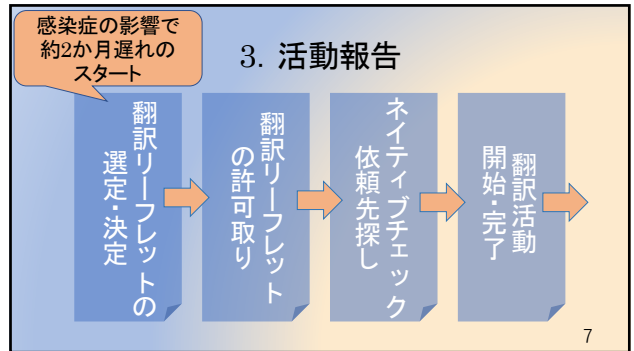 感染症の影響で
約2か月遅れの
スタート
3. 活動報告
翻訳リーフレットの
選定・決定
翻訳リーフレット
の許可取り
ネイティブチェック
依頼先探し
翻訳活動
開始・完了
7